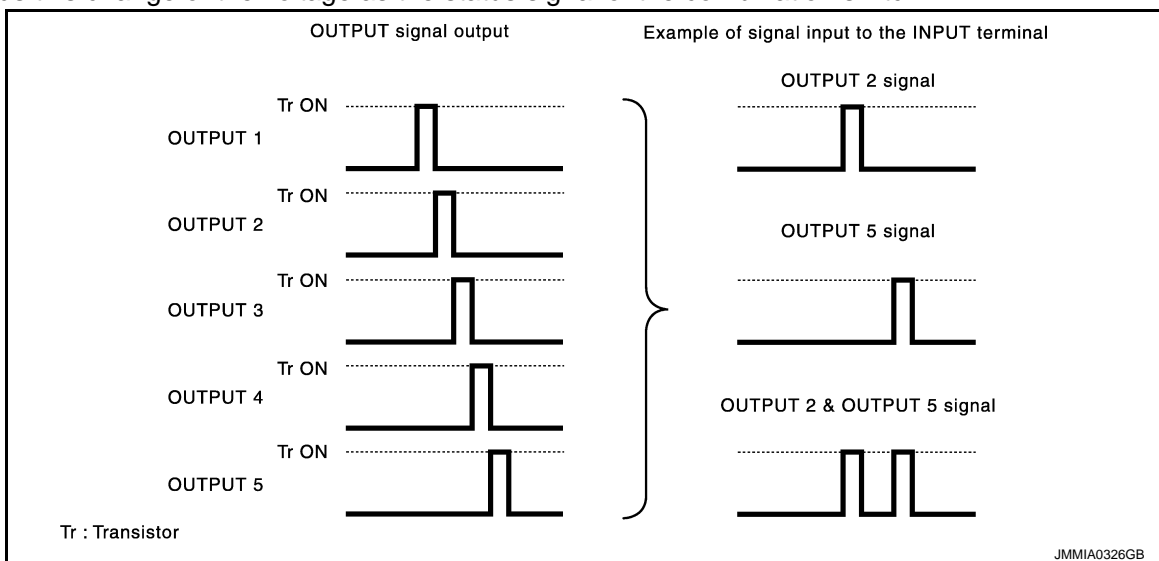 OUTPUT signal output
Example of signal input to the INPUT terminal
Tr ON
OUTPUT 1
Tr ON
OUTPUT 2
Tr ON
OUTPUT 3
Tr ON
OUTPUT 4
Tr ON
OUTPUT 5
OUTPUT 2 signal
OUTPUT 5 signal
OUTPUT 2 & OUTPUT 5 signal
Tr : Transistor
JMMIA0326GB